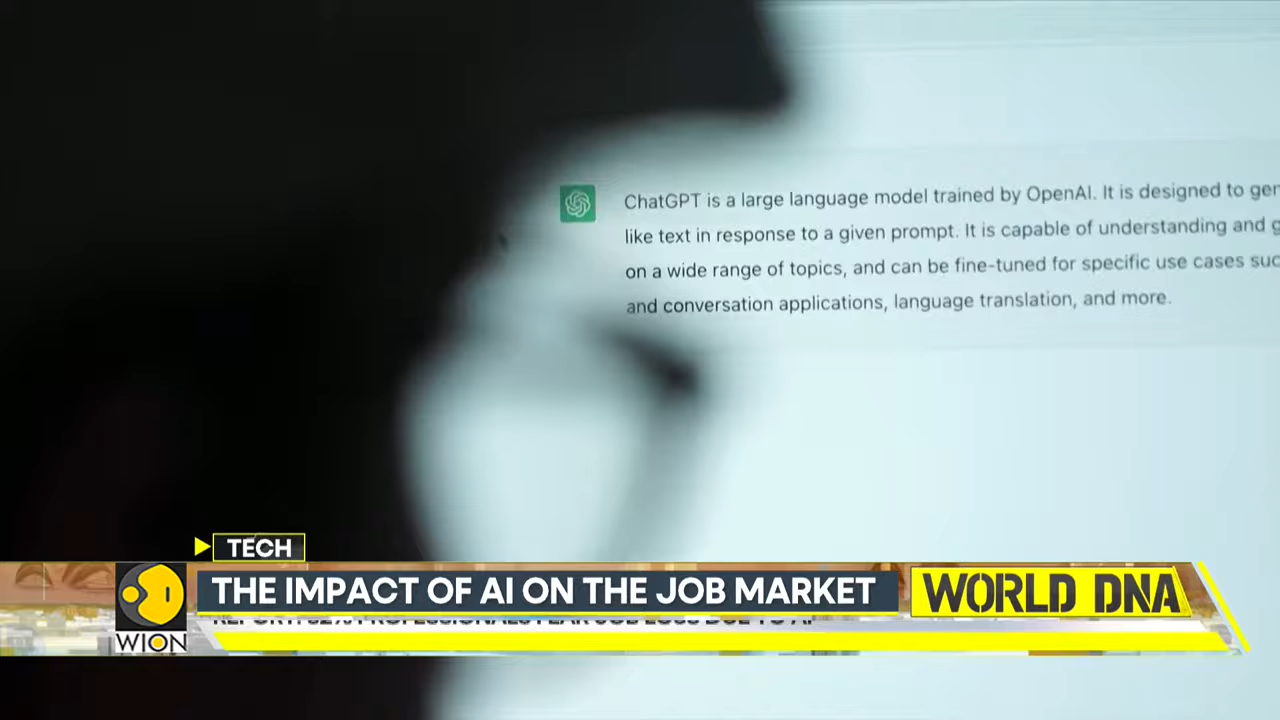 ChatGPT is a large language model trained by OpenAI. It is designed to
like text in response to a given prompt. It is capable of understanding and
on a wide range of topics, and can be fine-tuned for specific use cases
and conversation applications, language translation, and more.
TECH
THE IMPACT OF AI ON THE JOB MARKET
WORLD DNA
WION